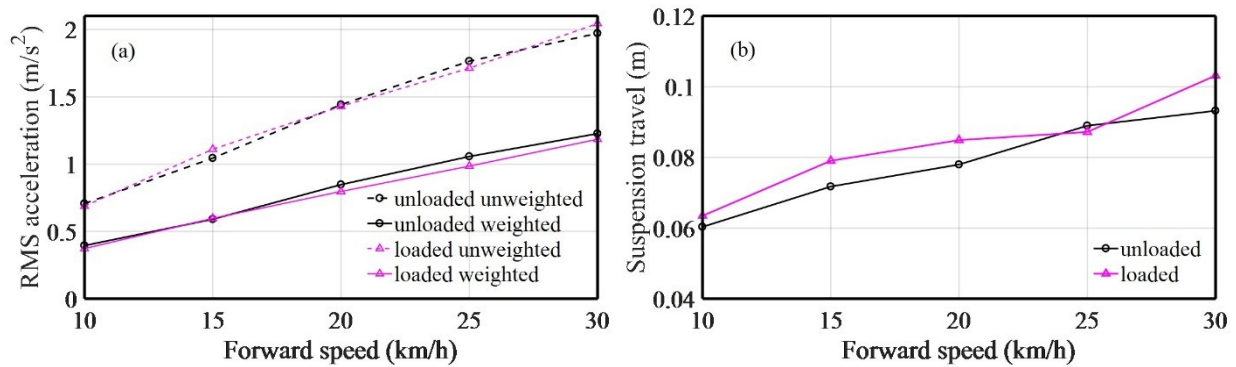 (a)
RMS acceleration (m/s²)
2
1.5
1
0.5
0
10 15 20 25 30
Forward speed (km/h)
unloaded unweighted
unloaded weighted
loaded unweighted
loaded weighted
(b)
Suspension travel (m)
0.12
0.1
0.08
0.06
0.04
10 15 20 25 30
Forward speed (km/h)
unloaded
loaded